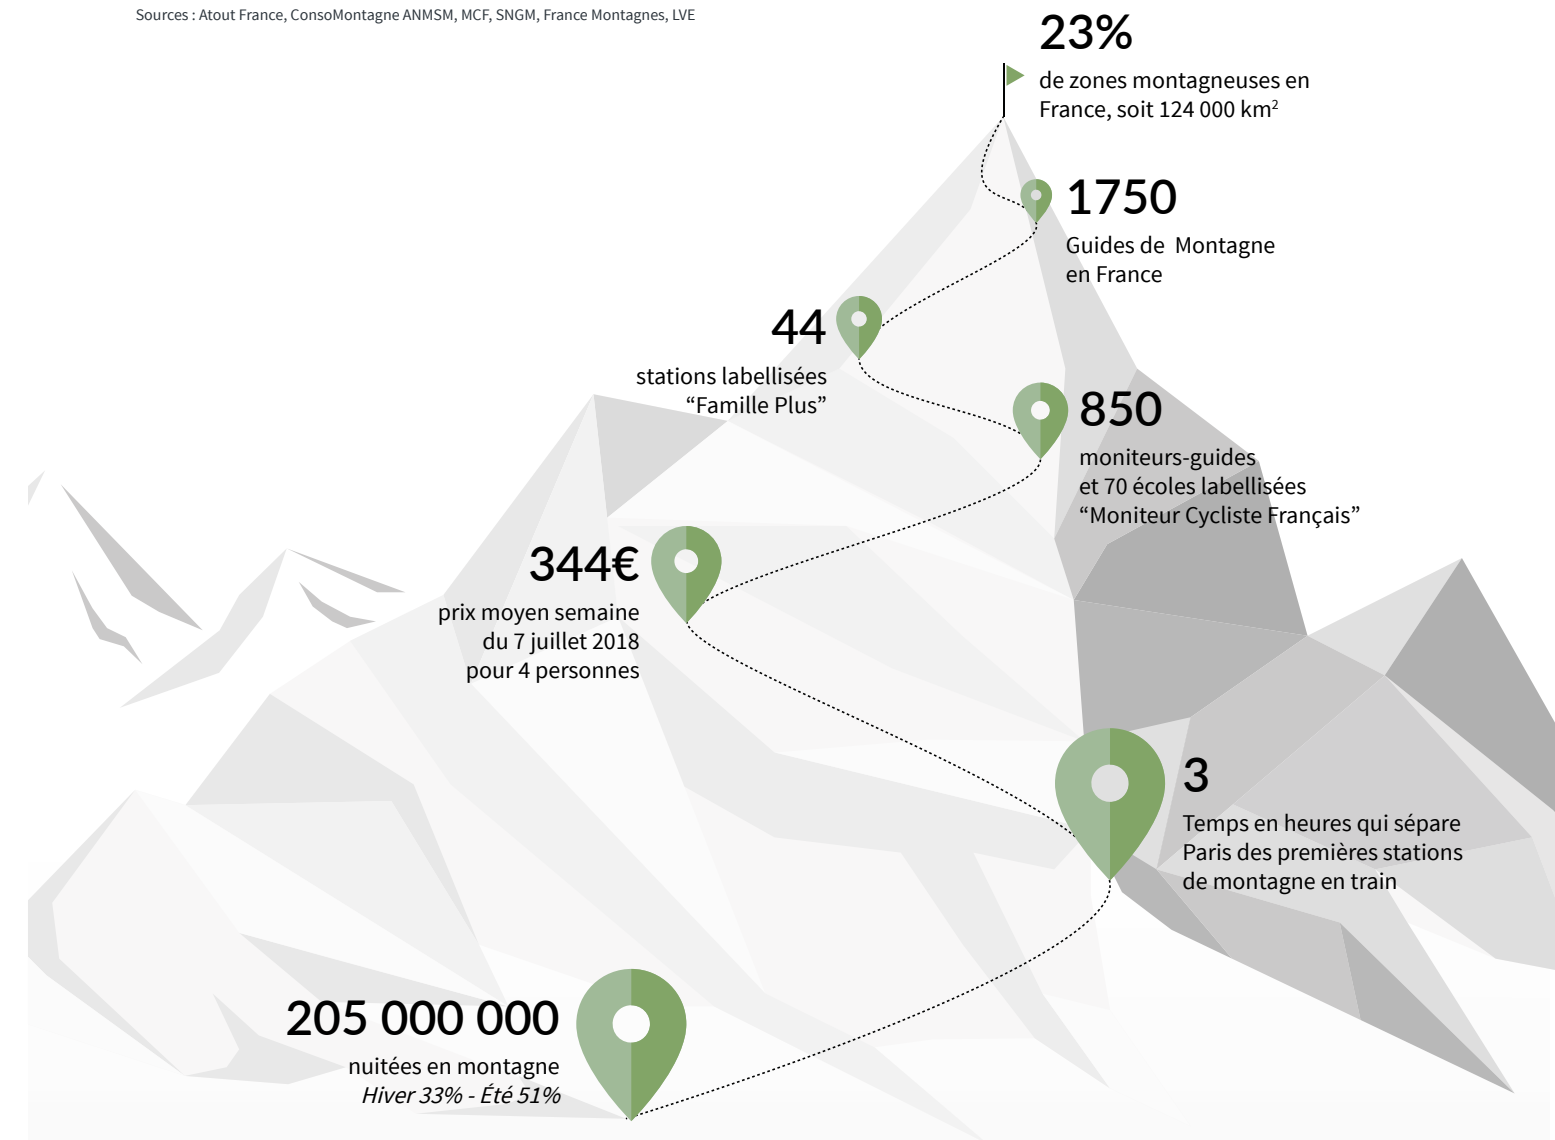 Sources : Atout France, ConsoMontagne ANMSM, MCF, SNGM, France Montagnes, LVE
23%
de zones montagneuses en
France, soit 124 000 km²
1750
Guides de Montagne
en France
44
stations labellisées
“Famille Plus”
850
moniteurs-guides
et 70 écoles labellisées
“Moniteur Cycliste Français”
344€
prix moyen semaine
du 7 juillet 2018
pour 4 personnes
3
Temps en heures qui sépare
Paris des premières stations
de montagne en train
205 000 000
nuitées en montagne
Hiver 33% - Été 51%